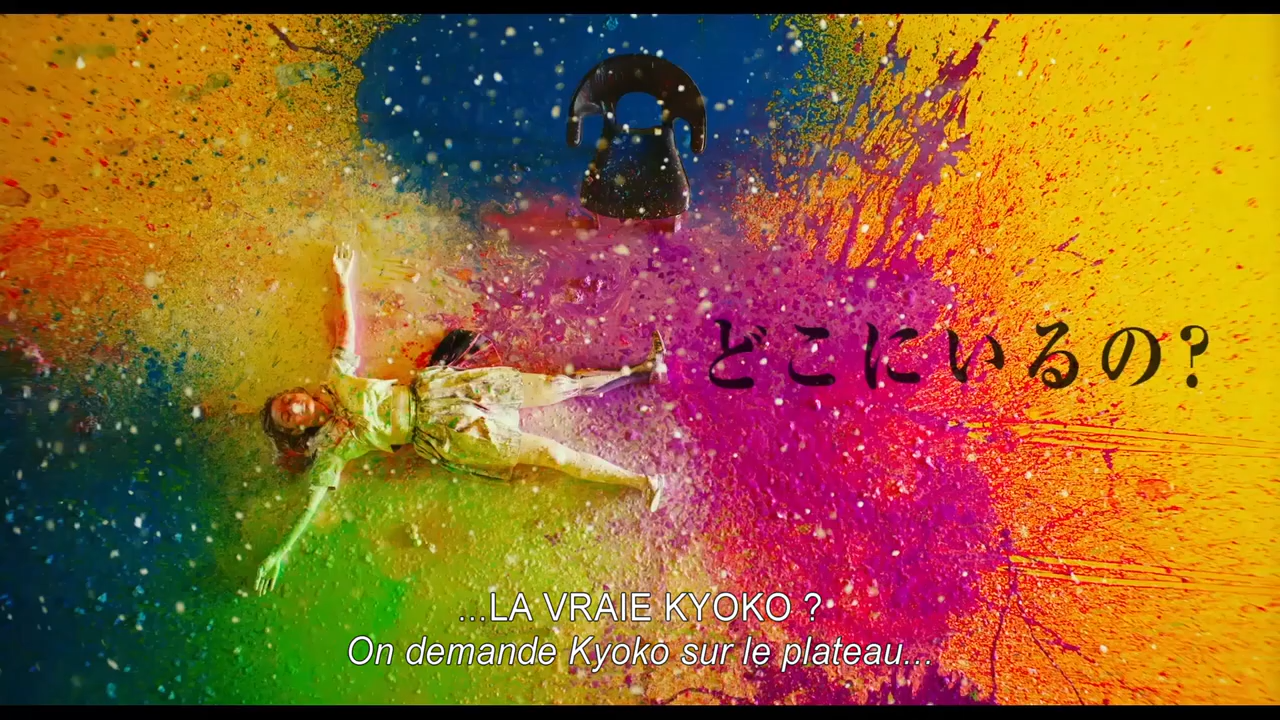 どこにいるの?
...LA VRAIE KYOKO ?
On demande Kyoko sur le plateau...